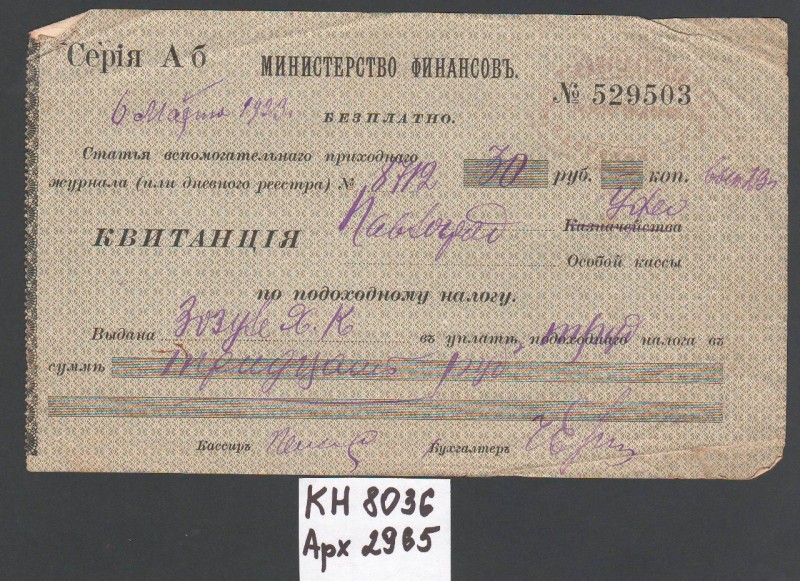 Серія Аб
МИНИСТЕРСТВО ФИНАНСОВЪ.
№ 529503
6 Марта 1923 г.
БЕЗПЛАТНО.
Статья вспомогательнаго приходнаго
журнала (или дневного реестра) № 8712 30 руб. коп.
Павлоград
КВИТАНЦІЯ Казначейства
Особой кассы
по подоходному налогу.
Выдана Зозуле Я. К. въ уплату подоходнаго налога въ
суммѣ тридцать руб
Кассиръ Бухгалтеръ
КН 8036
Арх 2965